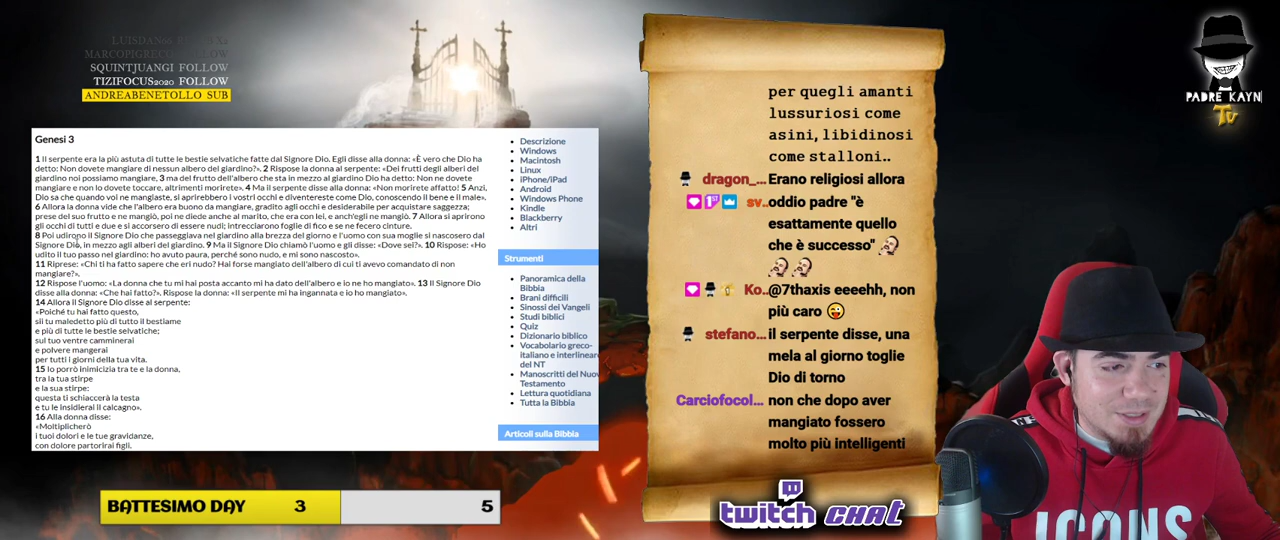 LUISDAN98 
MARCOPIGRECO FOLLOW
SQUINTJUANGI FOLLOW
TIZIFOCUS2020 FOLLOW
ANDREABENETOLLO SUB
Genesi 3
1 Il serpente era la più astuta di tutte le bestie selvatiche fatte dal Signore Dio. Egli disse alla donna: «È vero che Dio ha
detto: Non dovete mangiare di nessun albero del giardino?». 2 Rispose la donna al serpente: «Dei frutti degli alberi del
giardino noi possiamo mangiare, 3 ma del frutto dell'albero che sta in mezzo al giardino Dio ha detto: Non ne dovete
mangiare e non lo dovete toccare, altrimenti morirete». 4 Ma il serpente disse alla donna: «Non morirete affatto! 5 Anzi,
Dio sa che quando voi ne mangiaste, si aprirebbero i vostri occhi e diventereste come Dio, conoscendo il bene e il male».
6 Allora la donna vide che l'albero era buono da mangiare, gradito agli occhi e desiderabile per acquistare saggezza;
prese del suo frutto e ne mangiò, poi ne diede anche al marito, che era con lei, e anch'egli ne mangiò. 7 Allora si aprirono
gli occhi di tutti e due e si accorsero di essere nudi; intrecciarono foglie di fico e se ne fecero cinture.
8 Poi udirono il Signore Dio che passeggiava nel giardino alla brezza del giorno e l'uomo con sua moglie si nascosero dal
Signore Dio, in mezzo agli alberi del giardino. 9 Ma il Signore Dio chiamò l'uomo e gli disse: «Dove sei?». 10 Rispose: «Ho
udito il tuo passo nel giardino: ho avuto paura, perché sono nudo, e mi sono nascosto».
11 Riprese: «Chi ti ha fatto sapere che eri nudo? Hai forse mangiato dell'albero di cui ti avevo comandato di non
mangiare?».
12 Rispose l'uomo: «La donna che tu mi hai posta accanto mi ha dato dell'albero e io ne ho mangiato». 13 Il Signore Dio
disse alla donna: «Che hai fatto?». Rispose la donna: «Il serpente mi ha ingannata e io ho mangiato».
14 Allora il Signore Dio disse al serpente:
«Poiché tu hai fatto questo,
sii tu maledetto più di tutto il bestiame
e più di tutte le bestie selvatiche;
sul tuo ventre camminerai
e polvere mangerai
per tutti i giorni della tua vita.
15 Io porrò inimicizia tra te e la donna,
tra la tua stirpe
e la sua stirpe:
questa ti schiaccerà la testa
e tu le insidierai il calcagno».
16 Alla donna disse:
«Moltiplicherò
i tuoi dolori e le tue gravidanze,
con dolore partorirai figli.
Descrizione
Windows
Macintosh
Linux
iPhone/iPad
Android
Windows Phone
Kindle
Blackberry
Altri
Strumenti
Panoramica della
Bibbia
Brani difficili
Sinossi dei Vangeli
Studi biblici
Quiz
Dizionario biblico
Vocabolario greco-
italiano e interlinear
del NT
Manoscritti del Nuov
Testamento
Lettura quotidiana
Tutta la Bibbia
Articoli sulla Bibbia
BATTESIMO DAY 3 5
per quegli amanti
lussuriosi come
asini, libidinosi
come stalloni..
dragon_... Erano religiosi allora
sv.. oddio padre "è
esattamente quello
che è successo"
Ko.. @7thaxis eeeehh, non
più caro 😜
stefano... il serpente disse, una
mela al giorno toglie
Dio di torno
Carciofocol... non che dopo aver
mangiato fossero
molto più intelligenti
twitch CHAT
PADRE KAYN
Tv
ICONS